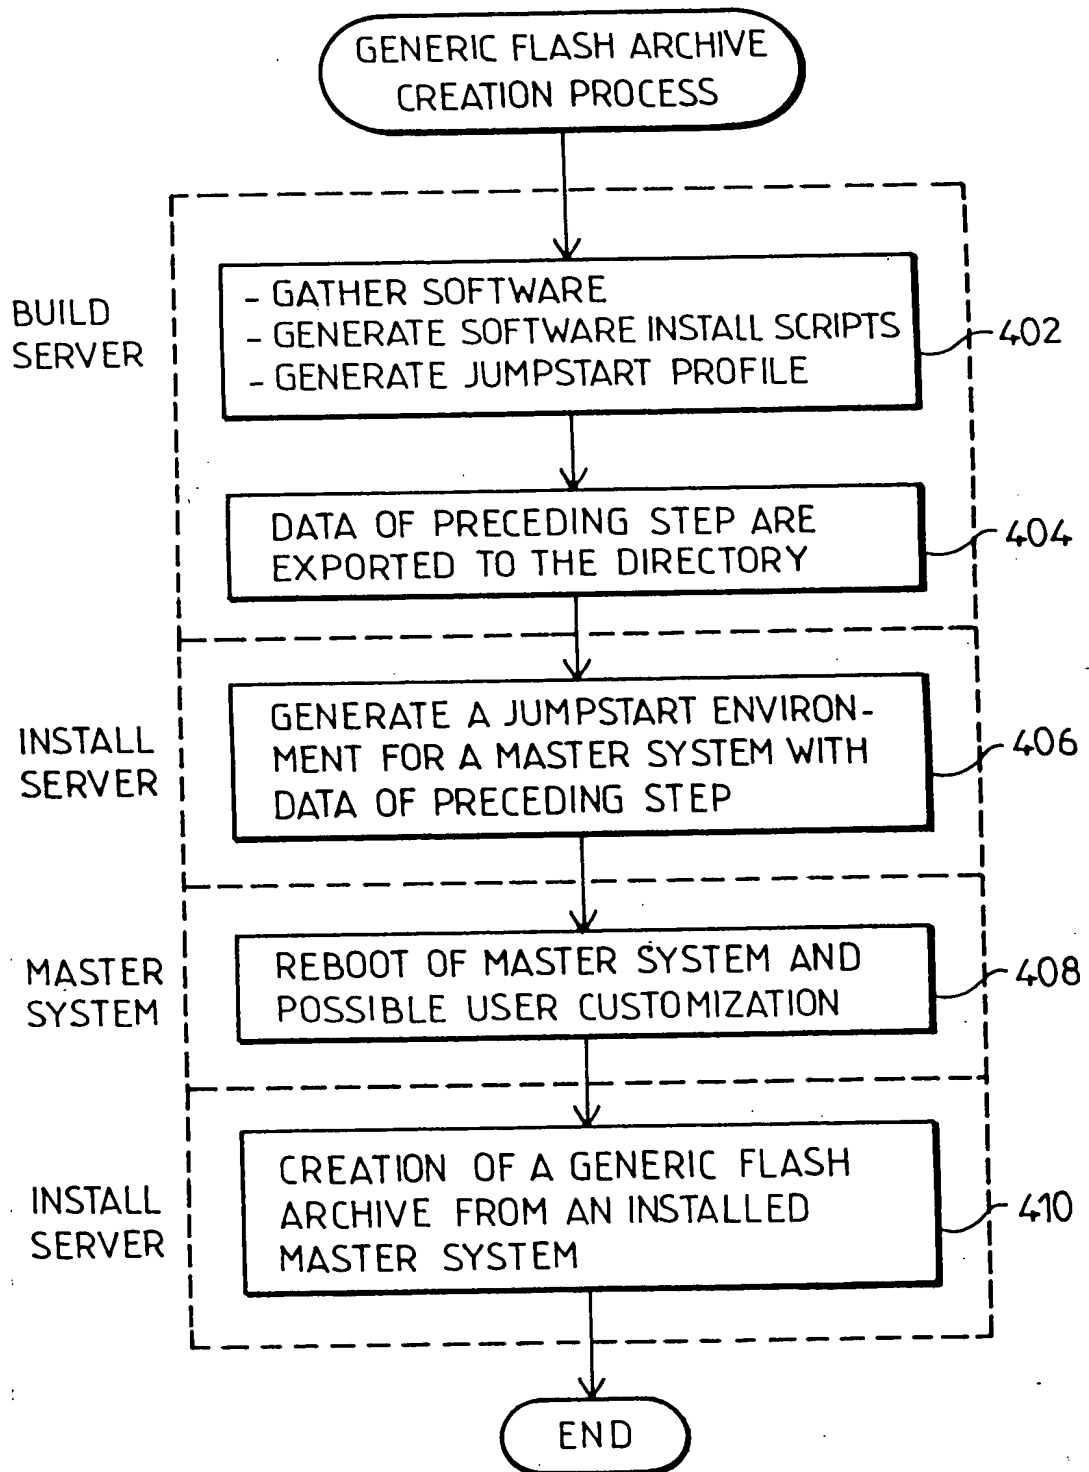 GENERIC FLASH ARCHIVE
CREATION PROCESS
BUILD
SERVER
- GATHER SOFTWARE
- GENERATE SOFTWARE INSTALL SCRIPTS
- GENERATE JUMPSTART PROFILE
402
DATA OF PRECEDING STEP ARE
EXPORTED TO THE DIRECTORY
404
INSTALL
SERVER
GENERATE A JUMPSTART ENVIRON-
MENT FOR A MASTER SYSTEM WITH
DATA OF PRECEDING STEP
406
MASTER
SYSTEM
REBOOT OF MASTER SYSTEM AND
POSSIBLE USER CUSTOMIZATION
408
INSTALL
SERVER
CREATION OF A GENERIC FLASH
ARCHIVE FROM AN INSTALLED
MASTER SYSTEM
410
END